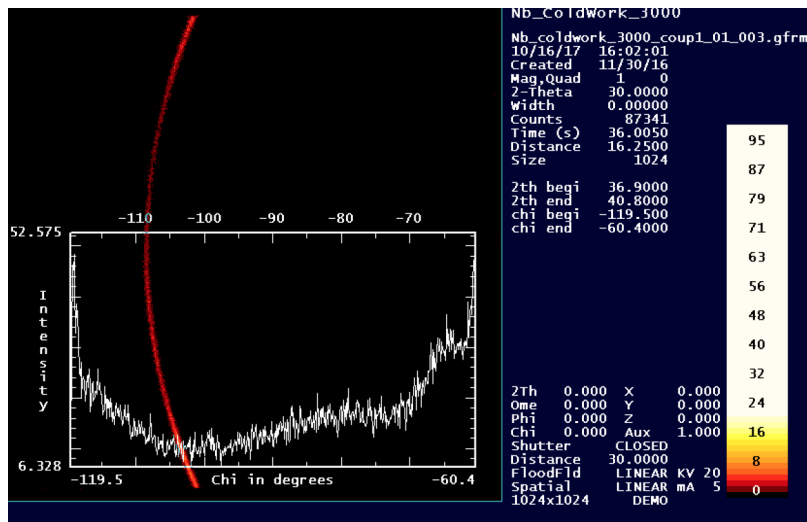 Nb_ColdWork_3000
Nb_coldwork_3000_coup1_01_003.gfrm
10/16/17 16:02:01
Created 11/30/16
Mag,Quad 1 0
2-Theta 30.0000
Width 0.00000
Counts 87341
Time (s) 36.0050
Distance 16.2500
Size 1024
2th begi 36.9000
2th end 40.8000
chi begi -119.500
chi end -60.4000
-110 -100 -90 -80 -70
52.575
Intensity
6.328
-119.5 Chi in degrees -60.4
2Th 0.000 X 0.000
Ome 0.000 Y 0.000
Phi 0.000 Z 0.000
Chi 0.000 Aux 1.000
Shutter CLOSED
Distance 30.0000
FloodFld LINEAR KV 20
Spatial LINEAR mA 5
1024x1024 DEMO
95
87
79
71
63
56
48
40
32
24
16
8
0